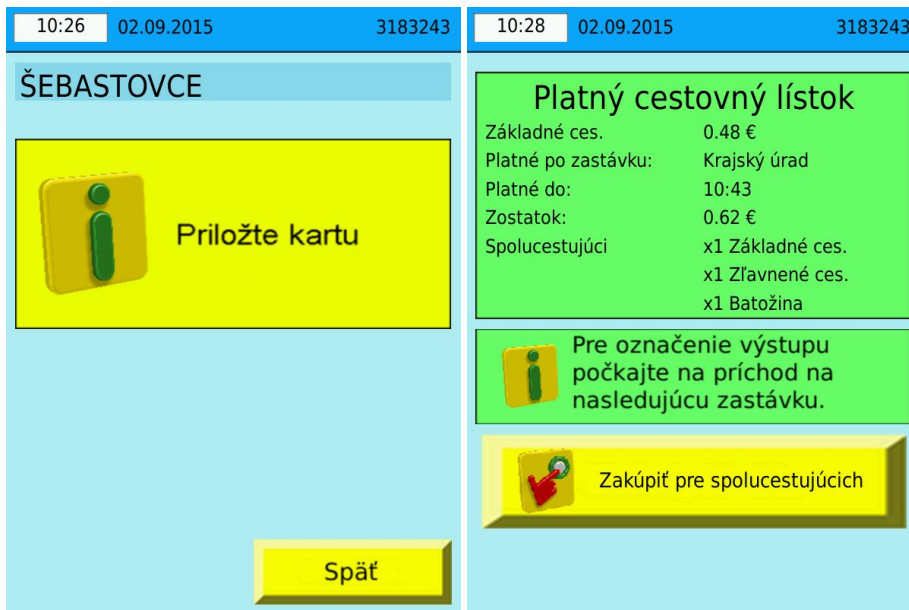 10:26 02.09.2015 3183243
ŠEBASTOVCE
Priložte kartu
Späť
10:28 02.09.2015 3183243
Platný cestovný lístok
Základné ces. 0.48 €
Platné po zastávku: Krajský úrad
Platné do: 10:43
Zostatok: 0.62 €
Spolucestujúci x1 Základné ces.
x1 Zľavnené ces.
x1 Batožina
Pre označenie výstupu
počkajte na príchod na
nasledujúcu zastávku.
Zakúpiť pre spolucestujúcich